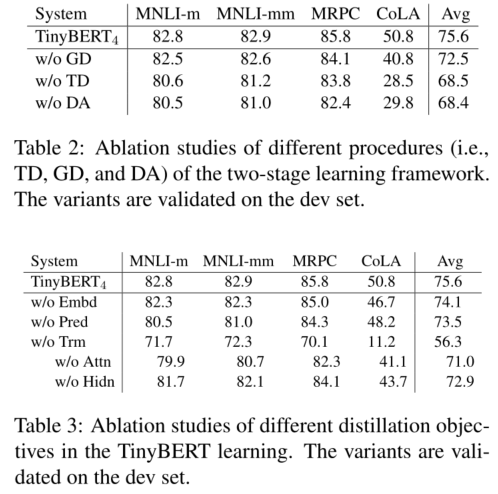 System MNLI-m MNLI-mm MRPC CoLA Avg
TinyBERT4 82.8 82.9 85.8 50.8 75.6
w/o GD 82.5 82.6 84.1 40.8 72.5
w/o TD 80.6 81.2 83.8 28.5 68.5
w/o DA 80.5 81.0 82.4 29.8 68.4
Table 2: Ablation studies of different procedures (i.e.,
TD, GD, and DA) of the two-stage learning framework.
The variants are validated on the dev set.
System MNLI-m MNLI-mm MRPC CoLA Avg
TinyBERT4 82.8 82.9 85.8 50.8 75.6
w/o Embd 82.3 82.3 85.0 46.7 74.1
w/o Pred 80.5 81.0 84.3 48.2 73.5
w/o Trm 71.7 72.3 70.1 11.2 56.3
w/o Attn 79.9 80.7 82.3 41.1 71.0
w/o Hidn 81.7 82.1 84.1 43.7 72.9
Table 3: Ablation studies of different distillation objec-
tives in the TinyBERT learning. The variants are vali-
dated on the dev set.